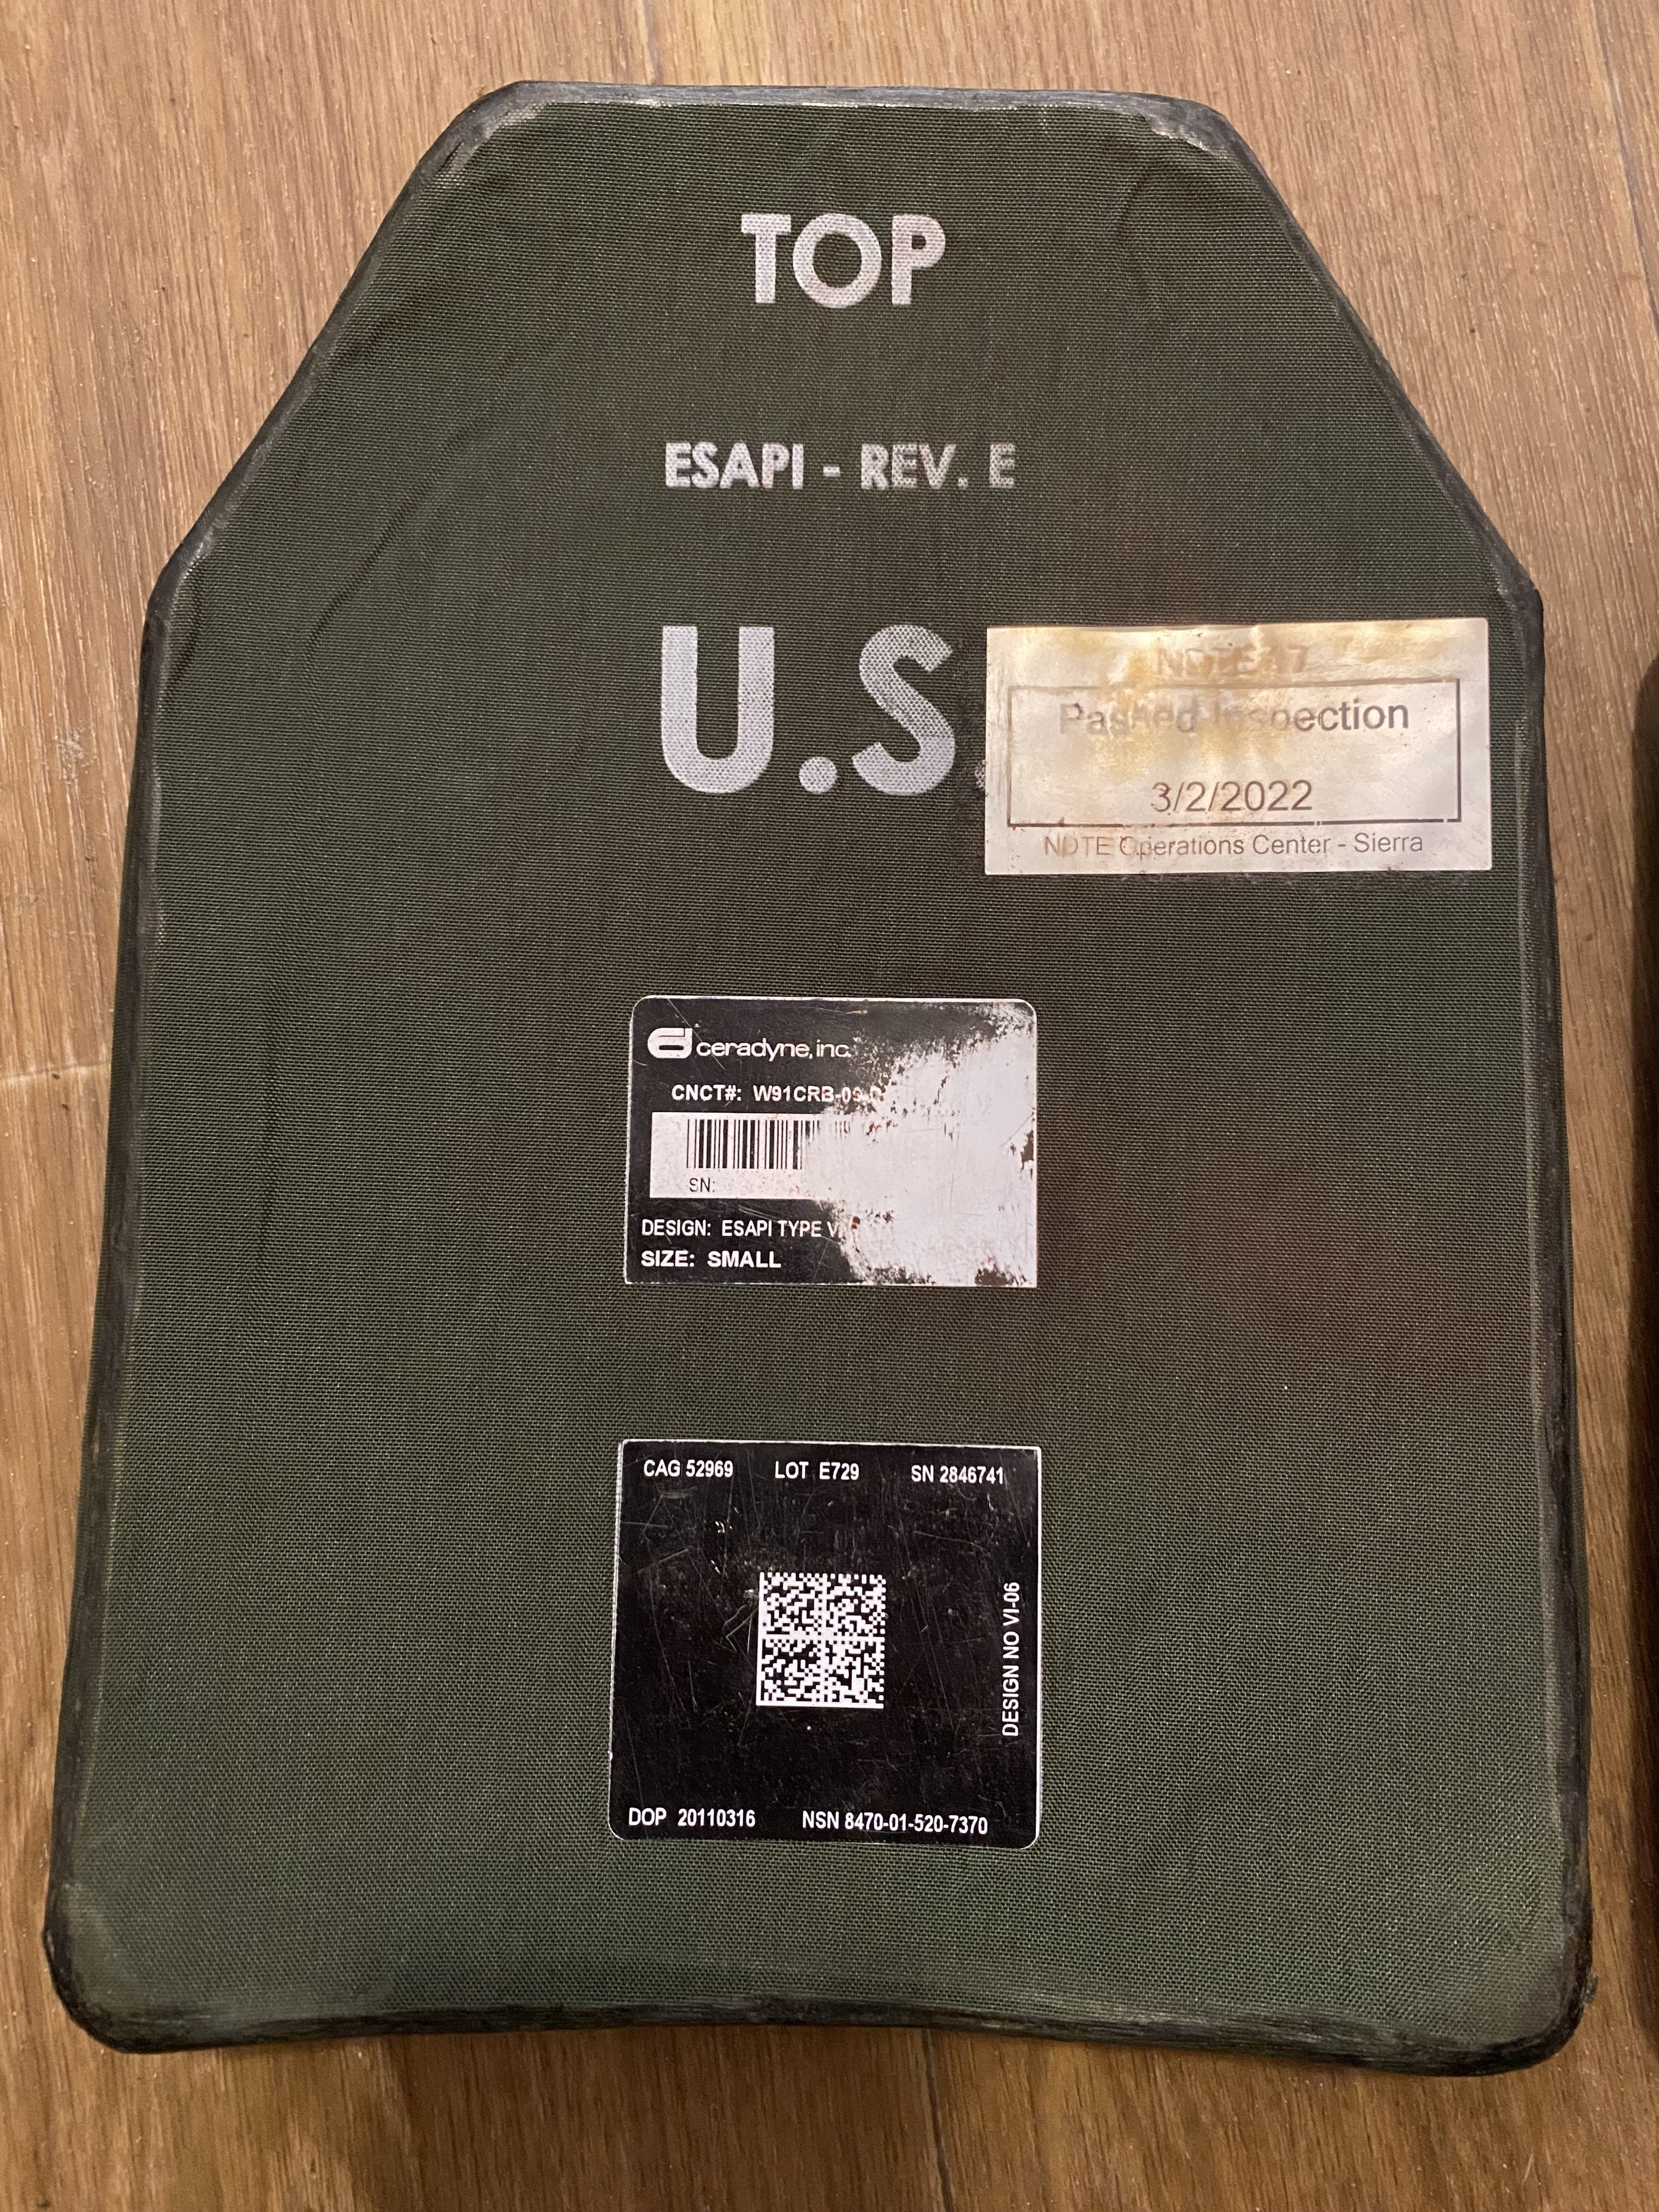 TOP
ESAPI - REV. E
U.S.
Passed Inspection
3/2/2022
NDTE Operations Center - Sierra
ceradyne, inc.
CNCT#: W91CRB-09-D
SN:
DESIGN: ESAPI TYPE
SIZE: SMALL
CAG 52969 LOT E729 SN 2846741
DESIGN NO VI-06
DOP 20110316 NSN 8470-01-520-7370